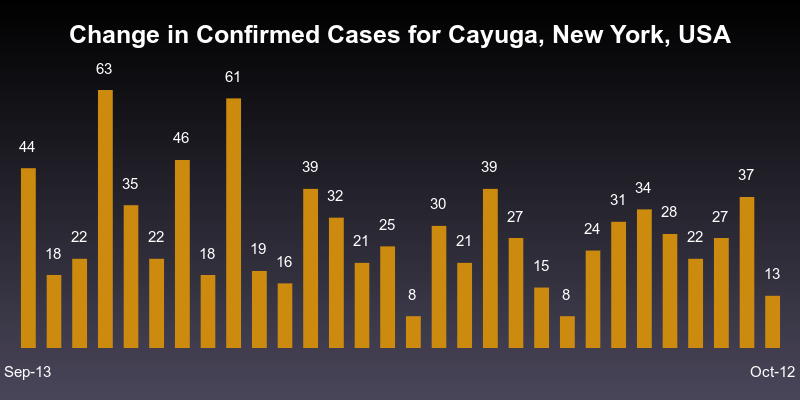 Change in Confirmed Cases for Cayuga, New York, USA
44 18 22 63 35 22 46 18 61 19 16 39 32 21 25 8 30 21 39 27 15 8 24 31 34 28 22 27 37 13
Sep-13 Oct-12